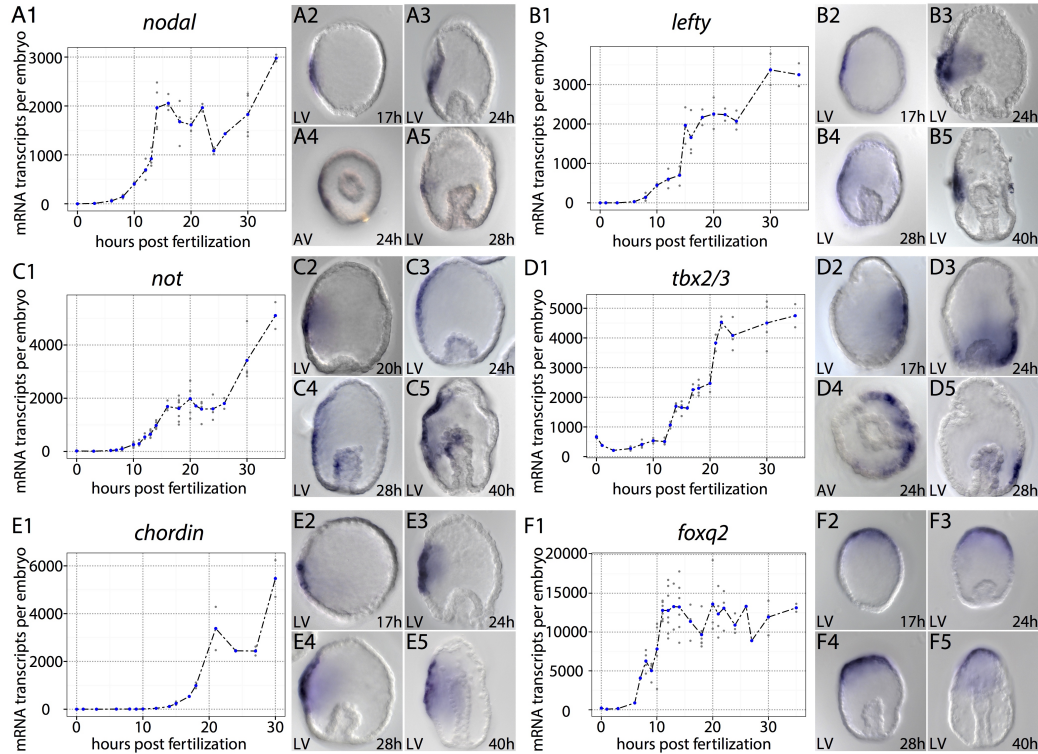 A1
nodal
mRNA transcripts per embryo
3000
2000
1000
0
0 10 20 30
hours post fertilization
A2
LV 17h
A3
LV 24h
A4
AV 24h
A5
LV 28h
B1
lefty
mRNA transcripts per embryo
3000
2000
1000
0
0 10 20 30
hours post fertilization
B2
LV 17h
B3
LV 24h
B4
LV 28h
B5
LV 40h
C1
not
mRNA transcripts per embryo
4000
2000
0
0 10 20 30
hours post fertilization
C2
LV 20h
C3
LV 24h
C4
LV 28h
C5
LV 40h
D1
tbx2/3
mRNA transcripts per embryo
5000
4000
3000
2000
1000
0
0 10 20 30
hours post fertilization
D2
LV 17h
D3
LV 24h
D4
AV 24h
D5
LV 28h
E1
chordin
mRNA transcripts per embryo
6000
4000
2000
0
0 10 20 30
hours post fertilization
E2
LV 17h
E3
LV 24h
E4
LV 28h
E5
LV 40h
F1
foxq2
mRNA transcripts per embryo
20000
15000
10000
5000
0
0 10 20 30
hours post fertilization
F2
LV 17h
F3
LV 24h
F4
LV 28h
F5
LV 40h